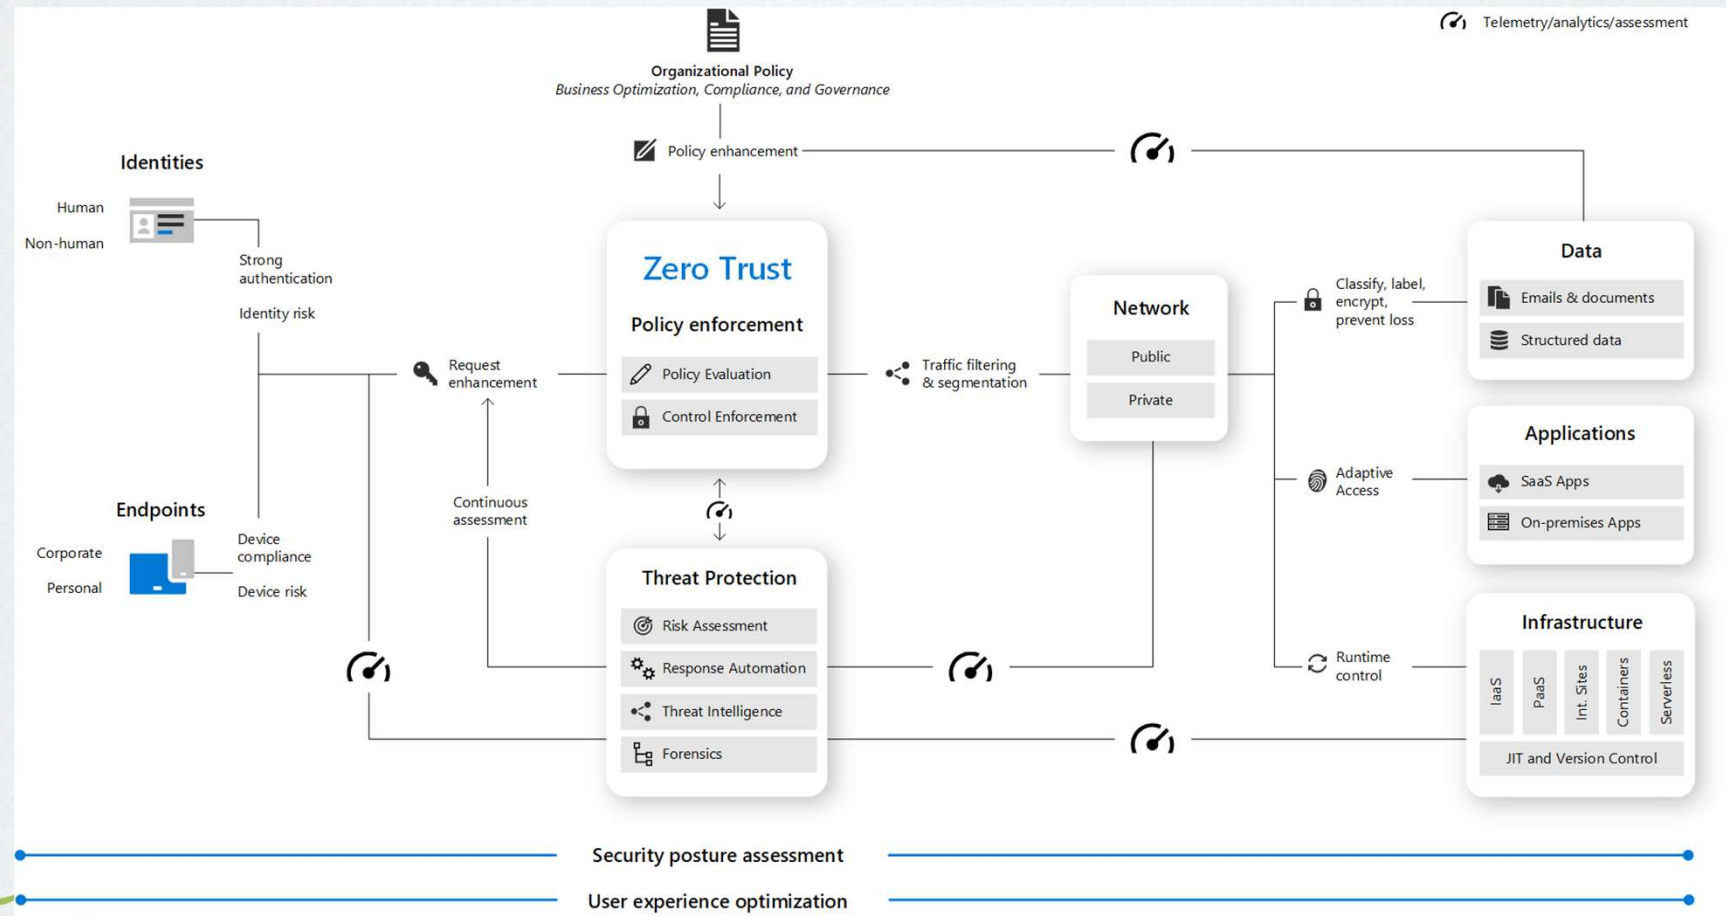 Telemetry/analytics/assessment
Organizational Policy
Business Optimization, Compliance, and Governance
Policy enhancement
Identities
Human
Non-human
Strong
authentication
Identity risk
Endpoints
Corporate
Personal
Device
compliance
Device risk
Request
enhancement
Continuous
assessment
Zero Trust
Policy enforcement
Policy Evaluation
Control Enforcement
Threat Protection
Risk Assessment
Response Automation
Threat Intelligence
Forensics
Traffic filtering
& segmentation
Network
Public
Private
Classify, label,
encrypt,
prevent loss
Adaptive
Access
Runtime
control
Data
Emails & documents
Structured data
Applications
SaaS Apps
On-premises Apps
Infrastructure
IaaS
PaaS
Int. Sites
Containers
Serverless
JIT and Version Control
Security posture assessment
User experience optimization